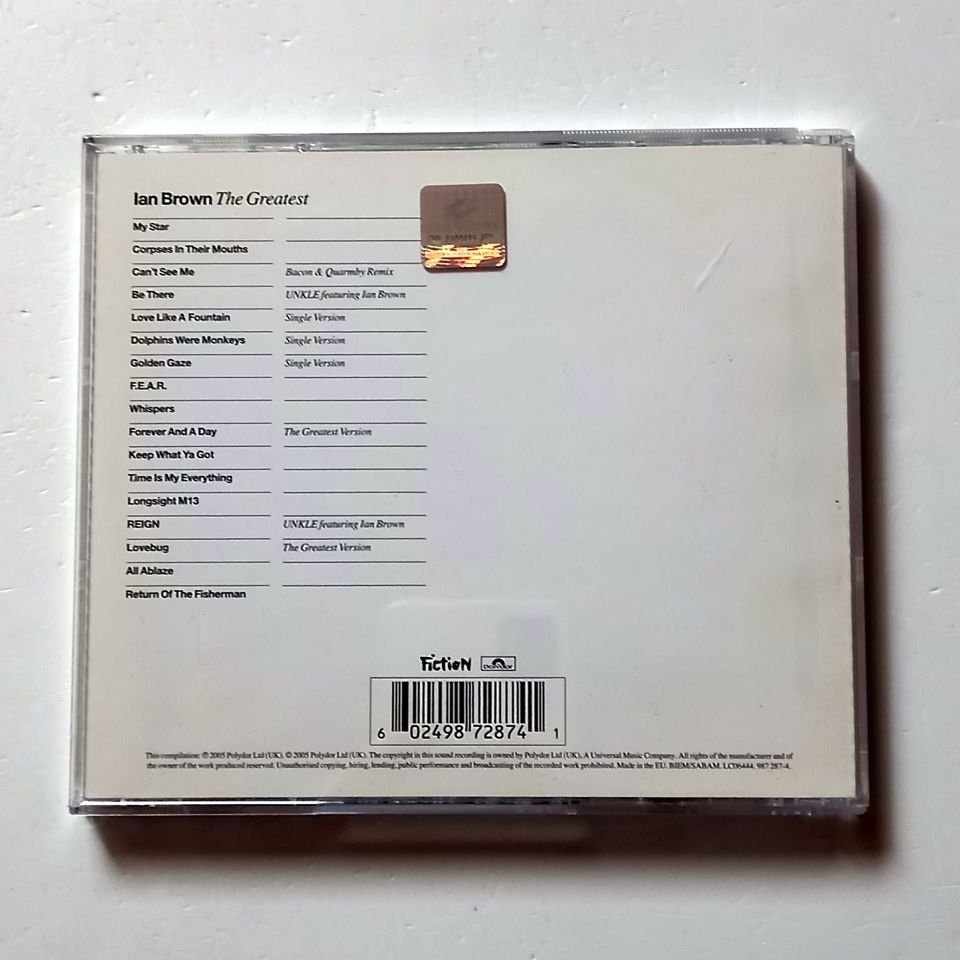 Ian Brown The Greatest
My Star
Corpses In Their Mouths
Can't See Me Bacon & Quarmby Remix
Be There UNKLE featuring Ian Brown
Love Like A Fountain Single Version
Dolphins Were Monkeys Single Version
Golden Gaze Single Version
F.E.A.R.
Whispers
Forever And A Day The Greatest Version
Keep What Ya Got
Time Is My Everything
Longsight M13
REIGN UNKLE featuring Ian Brown
Lovebug The Greatest Version
All Ablaze
Return Of The Fisherman
Fiction Polydor
6 02498 72874 1
This compilation: ℗ 2005 Polydor Ltd (UK). © 2005 Polydor Ltd (UK). The copyright in this sound recording is owned by Polydor Ltd (UK). A Universal Music Company. All rights of the manufacturer and of
the owner of the work produced reserved. Unauthorised copying, hiring, lending, public performance and broadcasting of the recorded work prohibited. Made in the EU. BIEM/SABAM. LC06444. 987 287-4.